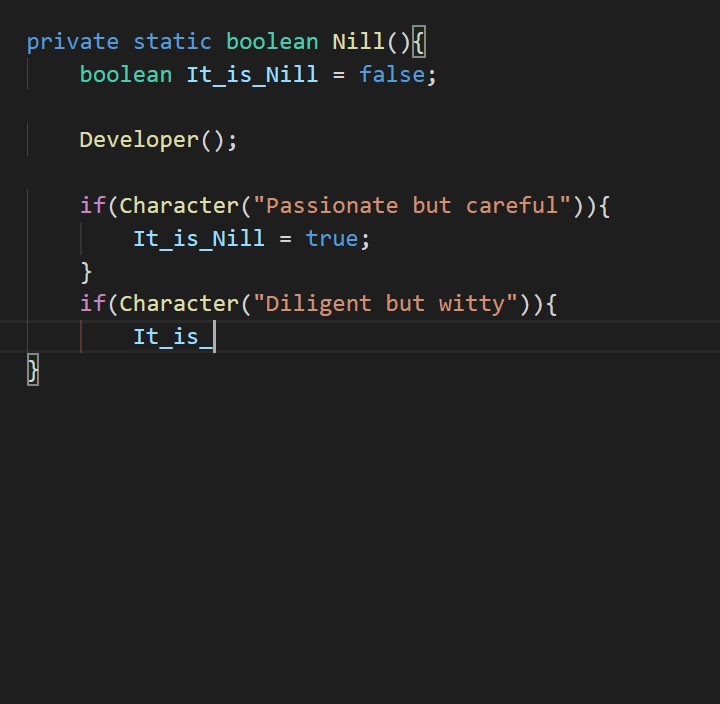 private static boolean Nill(){
    boolean It_is_Nill = false;
    Developer();
    if(Character("Passionate but careful")){
        It_is_Nill = true;
    }
    if(Character("Diligent but witty")){
        It_is_
}